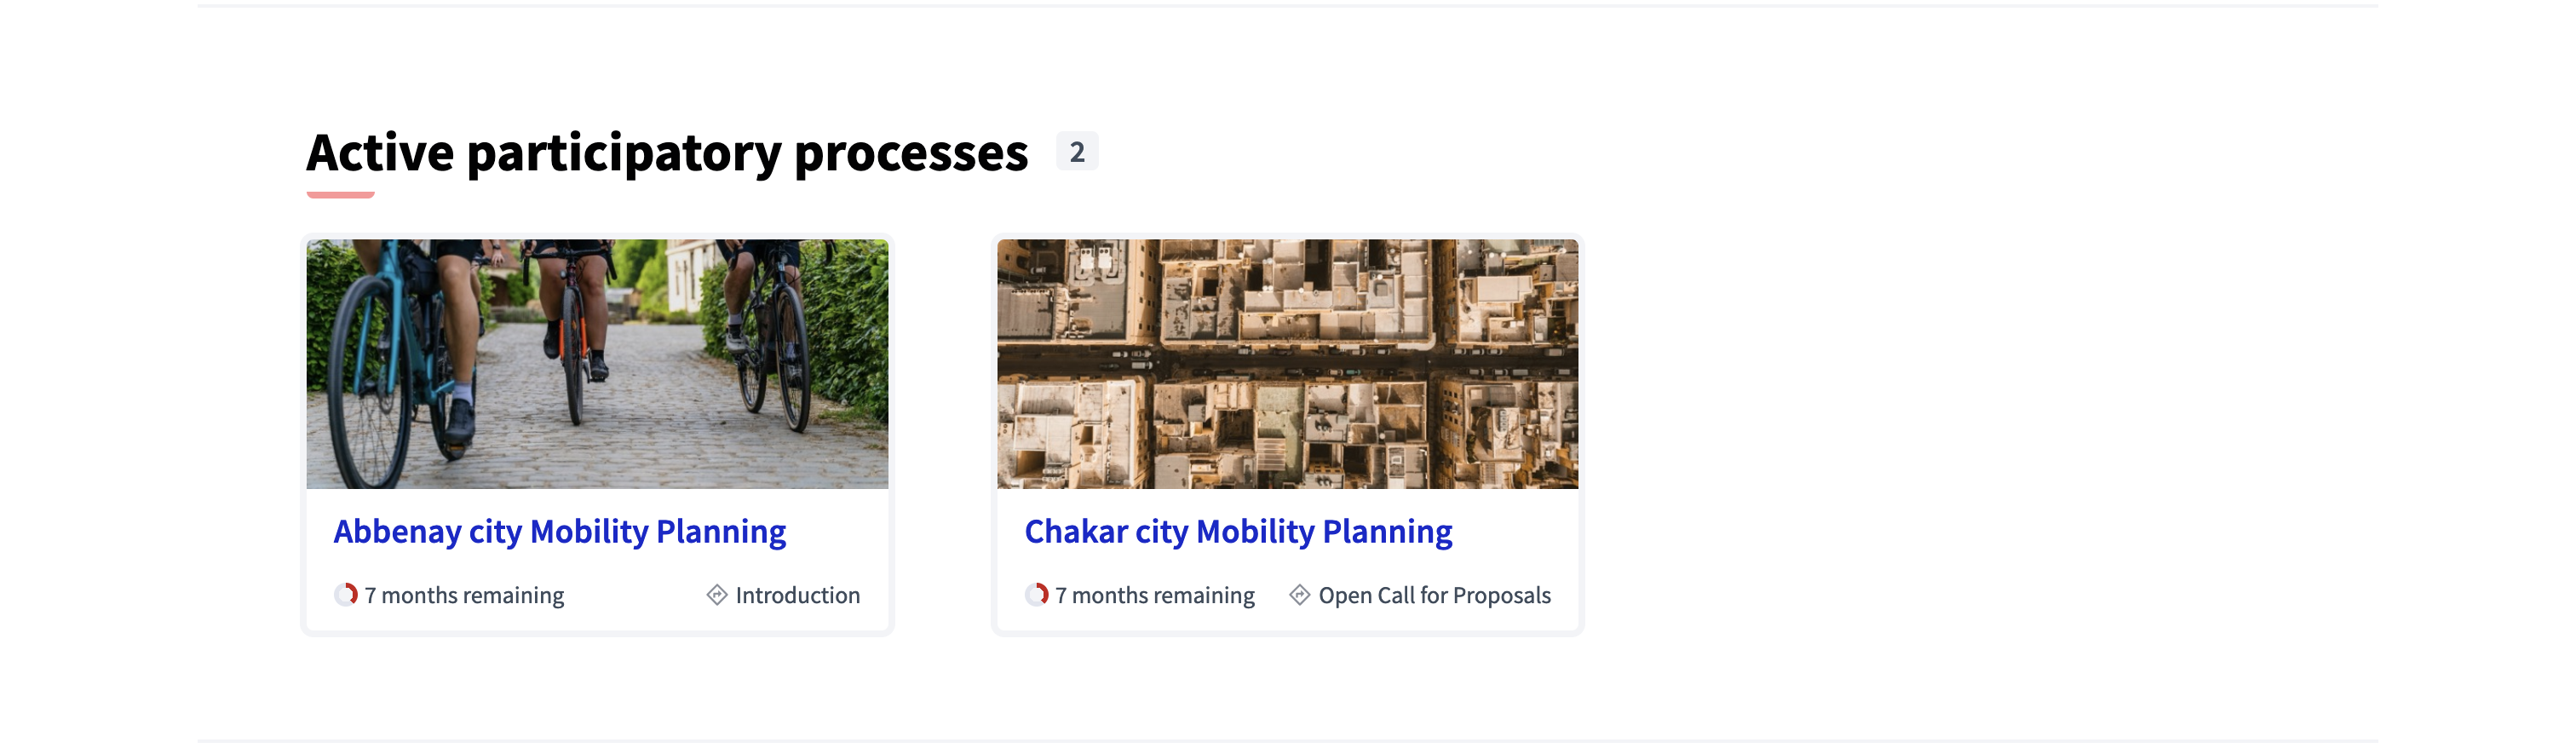 Active participatory processes 2
Abbenay city Mobility Planning
7 months remaining Introduction
Chakar city Mobility Planning
7 months remaining Open Call for Proposals